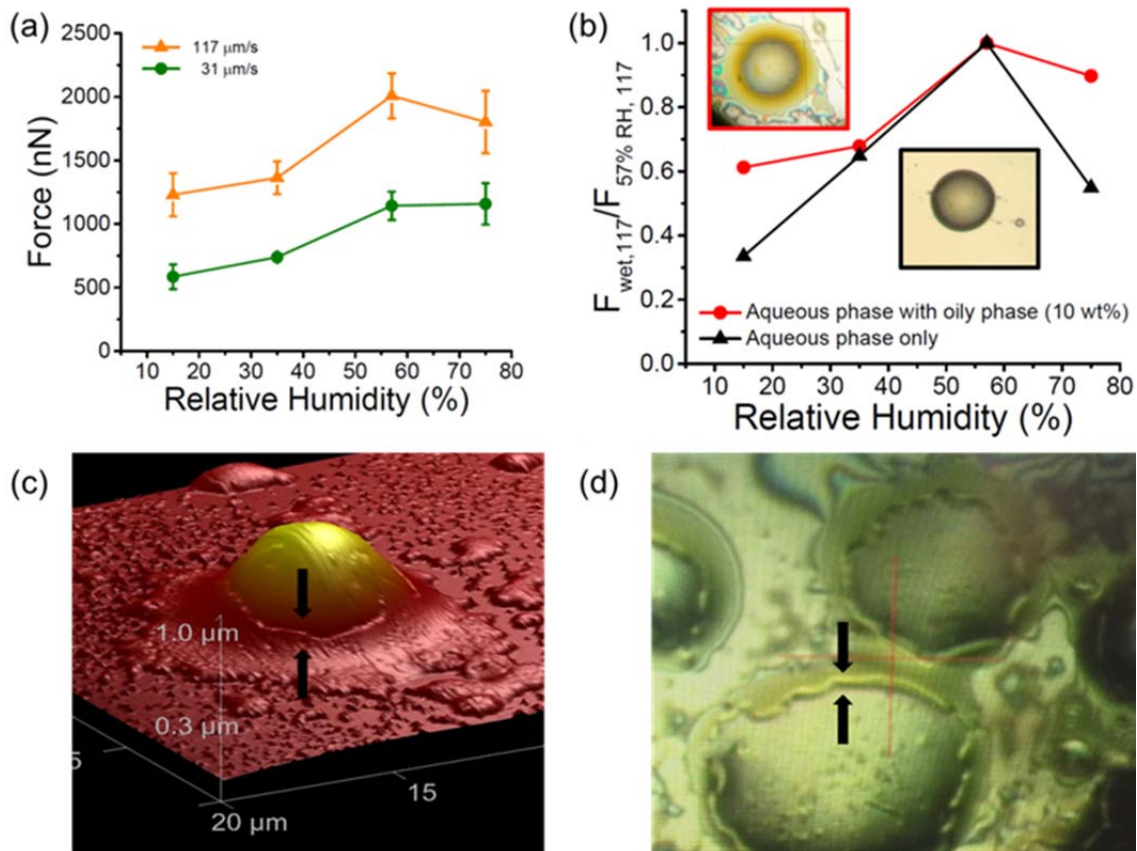 (a)
2500
2000
1500
1000
500
0
Force (nN)
117 μm/s
31 μm/s
10 20 30 40 50 60 70 80
Relative Humidity (%)
(b)
1.0
0.8
0.6
0.4
0.2
0.0
F wet,117/F 57% RH, 117
Aqueous phase with oily phase (10 wt%)
Aqueous phase only
10 20 30 40 50 60 70 80
Relative Humidity (%)
(c)
1.0 μm
0.3 μm
5
15
20 μm
(d)